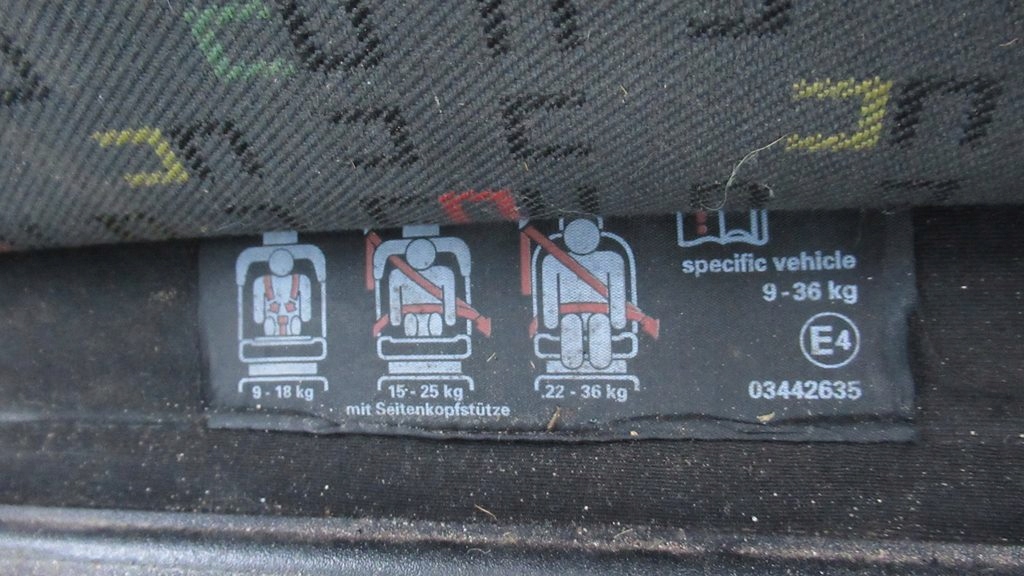 specific vehicle
9-36 kg
E4
9 - 18 kg
15 - 25 kg
22 - 36 kg
03442635
mit Seitenkopfstütze